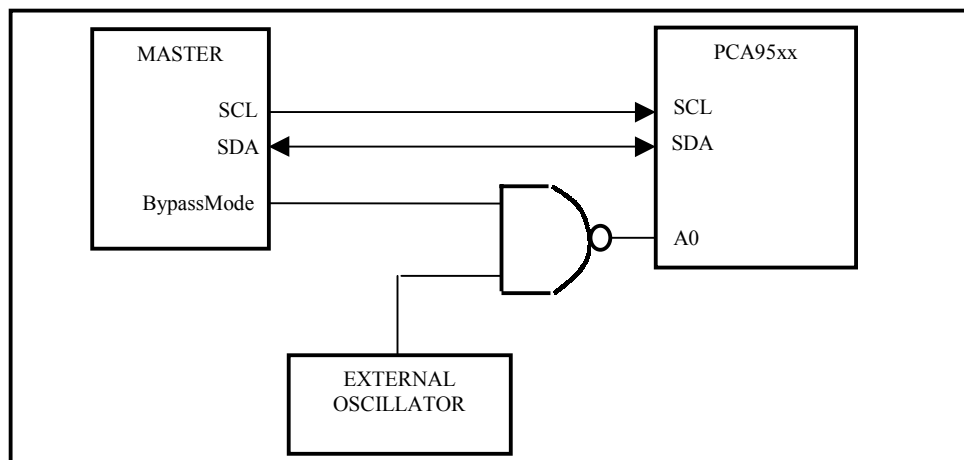 MASTER
SCL
SDA
BypassMode
PCA95xx
SCL
SDA
A0
EXTERNAL
OSCILLATOR